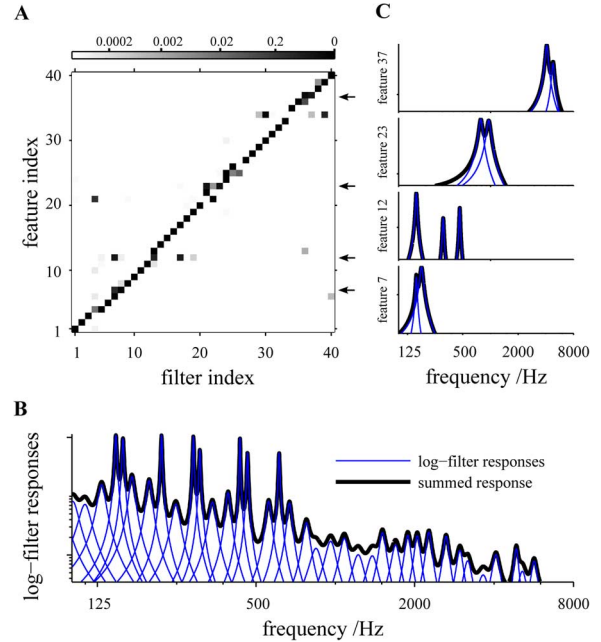 A
C
0.0002 0.002 0.02 0.2 0
40
30
20
10
1
feature index
1 10 20 30 40
filter index
feature 37
feature 23
feature 12
feature 7
125 500 2000 8000
frequency /Hz
B
log−filter responses
log−filter responses
summed response
125 500 2000 8000
frequency /Hz